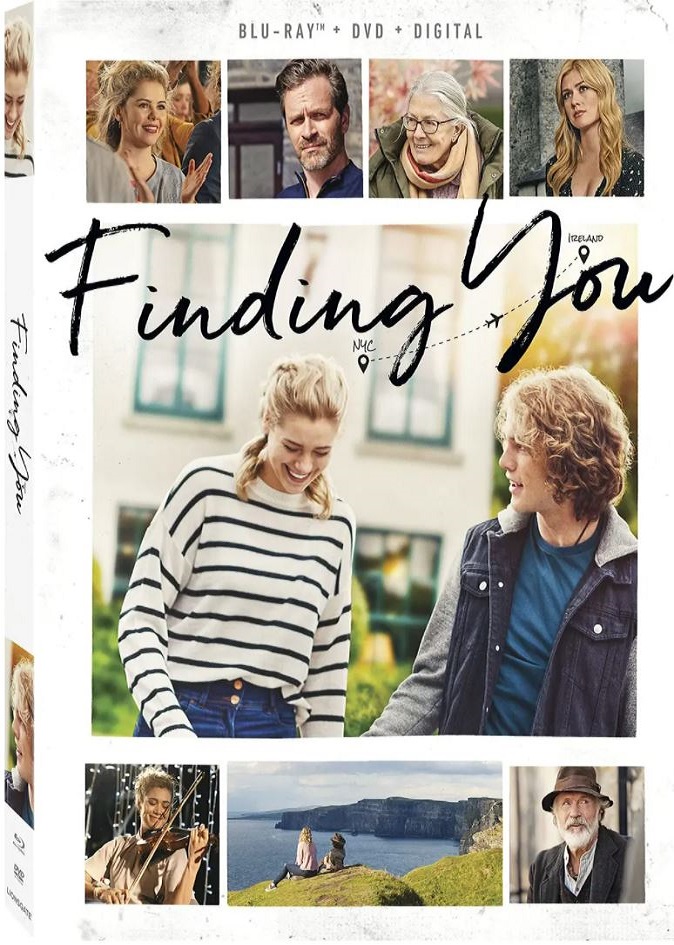 BLU-RAY™ + DVD + DIGITAL
Finding You
IRELAND
NYC
Finding You
LIONSGATE